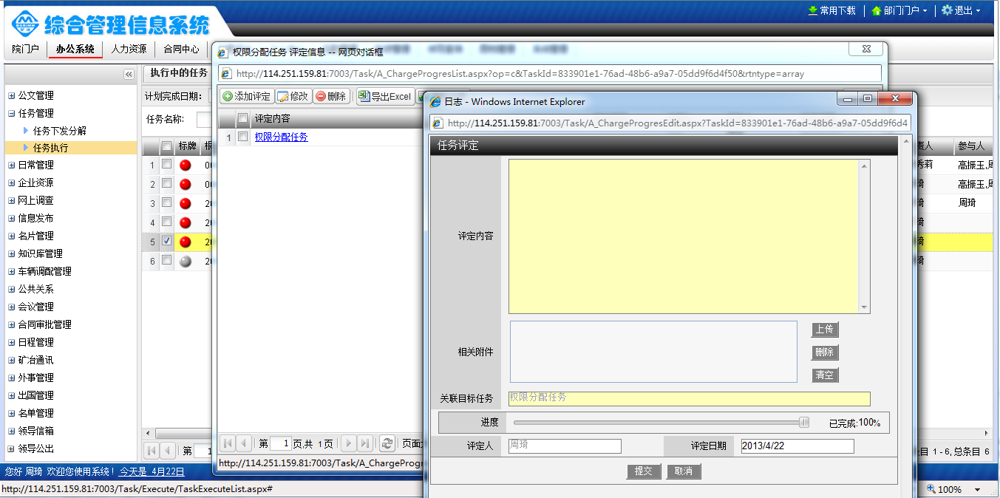 综合管理信息系统
常用下载
部门门户
退出
院门户
办公系统
人力资源
合同中心
公文管理
任务管理
任务下发分解
任务执行
日常管理
企业资源
网上调查
信息发布
名片管理
知识库管理
车辆调配管理
公共关系
会议管理
合同审批管理
日程管理
矿冶通讯
外事管理
出国管理
名单管理
领导信箱
领导公出
执行中的任务
计划完成日期:
任务名称:
标牌
1
2
3
4
5
6
第 1
权限分配任务 评定信息 -- 网页对话框
http://114.251.159.81:7003/Task/A_ChargeProgresList.aspx?op=c&TaskId=833901e1-76ad-48b6-a9a7-05dd9f6d4f50&rtntype=array
添加评定 修改 删除 导出Excel
评定内容
1 权限分配任务
第 1 页,共 1页
页面
http://114.251.159.81:7003/Task/A_ChargeProgr
日志 - Windows Internet Explorer
http://114.251.159.81:7003/Task/A_ChargeProgresEdit.aspx?TaskId=833901e1-76ad-48b6-a9a7-05dd9f6d4
任务评定
评定内容
相关附件
上传
删除
清空
关联目标任务 权限分配任务
进度 已完成:100%
评定人 周琦 评定日期 2013/4/22
提交 取消
责人 参与人
秀莉 高振玉,周
琦 高振玉,周
琦 周琦
琦
琦
琦
条目 1 - 6, 总条目 6
您好 周琦 欢迎您使用系统! 今天是 4月22日
http://114.251.159.81:7003/Task/Execute/TaskExecuteList.aspx#
100%